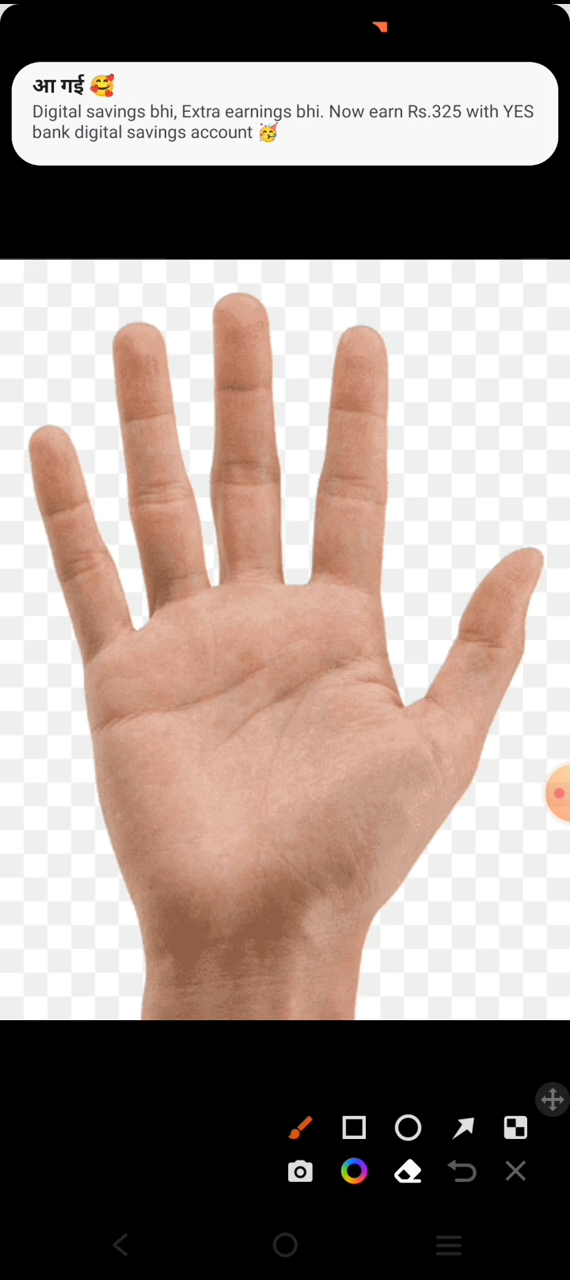 आ गई 🥰
Digital savings bhi, Extra earnings bhi. Now earn Rs.325 with YES
bank digital savings account 🥳